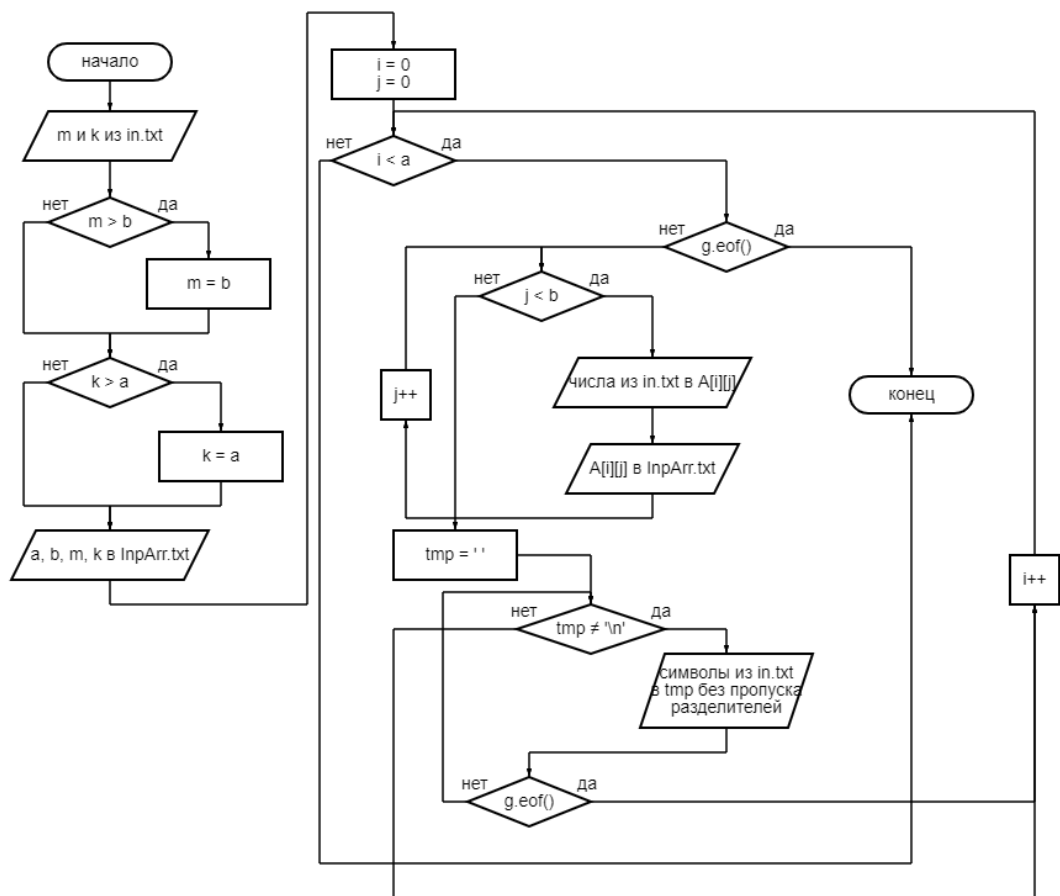 начало
m и k из in.txt
нет
да
m > b
m = b
нет
да
k > a
k = a
a, b, m, k в InpArr.txt
i = 0
j = 0
нет
да
i < a
нет
да
g.eof()
нет
да
j < b
числа из in.txt в A[i][j]
j++
A[i][j] в InpArr.txt
конец
tmp = ' '
нет
да
tmp ≠ '\n'
i++
символы из in.txt
в tmp без пропуска
разделителей
нет
да
g.eof()